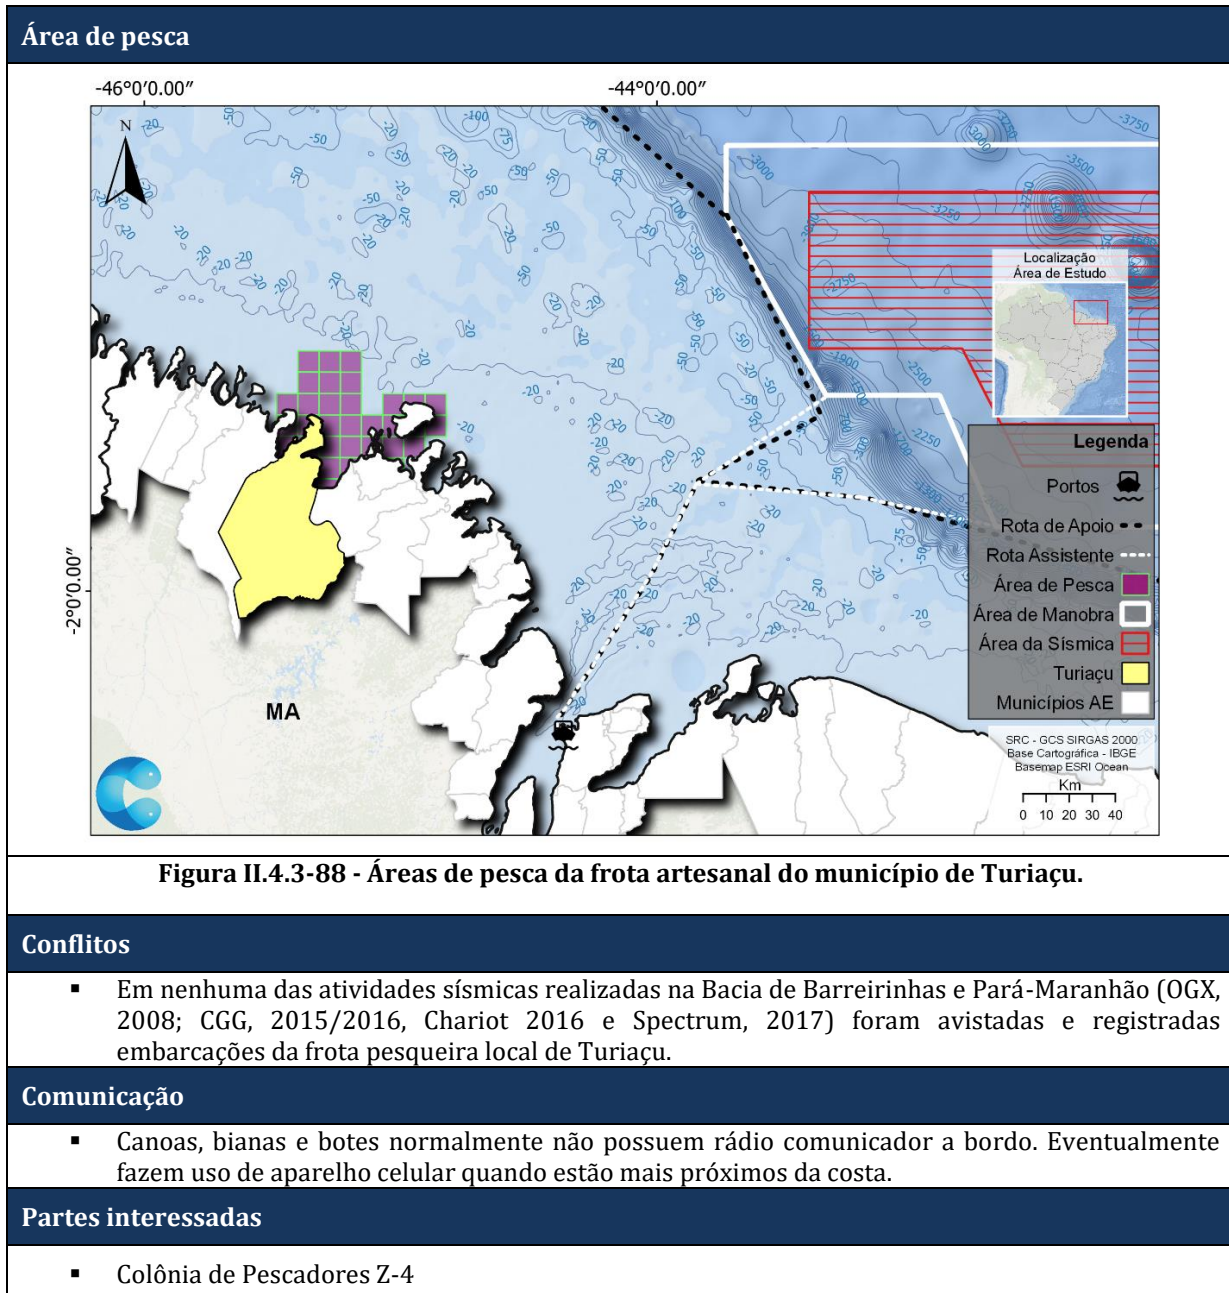 Área de pesca
-46°0'0.00"
-44°0'0.00"
-2°0'0.00"
N
MA
Localização
Área de Estudo
Legenda
Portos
Rota de Apoio
Rota Assistente
Área de Pesca
Área de Manobra
Área da Sísmica
Turiaçu
Municípios AE
SRC - GCS SIRGAS 2000
Base Cartográfica - IBGE
Basemap ESRI Ocean
Km
0 10 20 30 40
Figura II.4.3-88 - Áreas de pesca da frota artesanal do município de Turiaçu.
Conflitos
▪ Em nenhuma das atividades sísmicas realizadas na Bacia de Barreirinhas e Pará-Maranhão (OGX,
2008; CGG, 2015/2016, Chariot 2016 e Spectrum, 2017) foram avistadas e registradas
embarcações da frota pesqueira local de Turiaçu.
Comunicação
▪ Canoas, bianas e botes normalmente não possuem rádio comunicador a bordo. Eventualmente
fazem uso de aparelho celular quando estão mais próximos da costa.
Partes interessadas
▪ Colônia de Pescadores Z-4